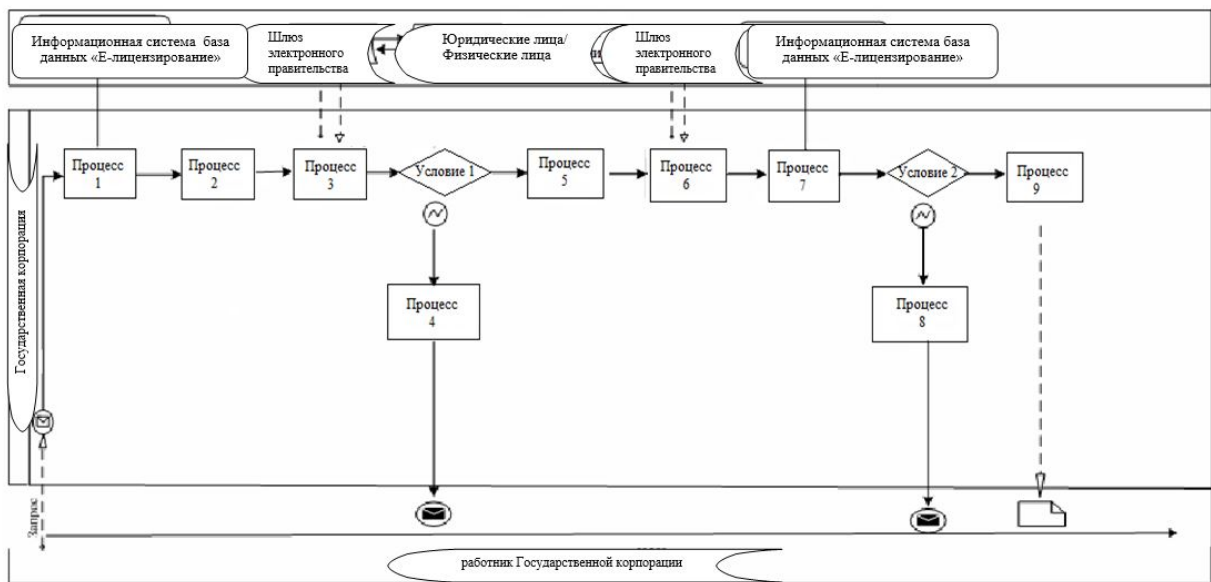 Информационная система база
данных «Е-лицензирование»
Шлюз
электронного
правительства
Юридические лица/
Физические лица
Шлюз
электронного
правительства
Информационная система база
данных «Е-лицензирование»
Государственная корпорация
Процесс
1
Процесс
2
Процесс
3
Условие 1
Процесс
5
Процесс
6
Процесс
7
Условие 2
Процесс
9
Процесс
4
Процесс
8
Запрос
работник Государственной корпорации